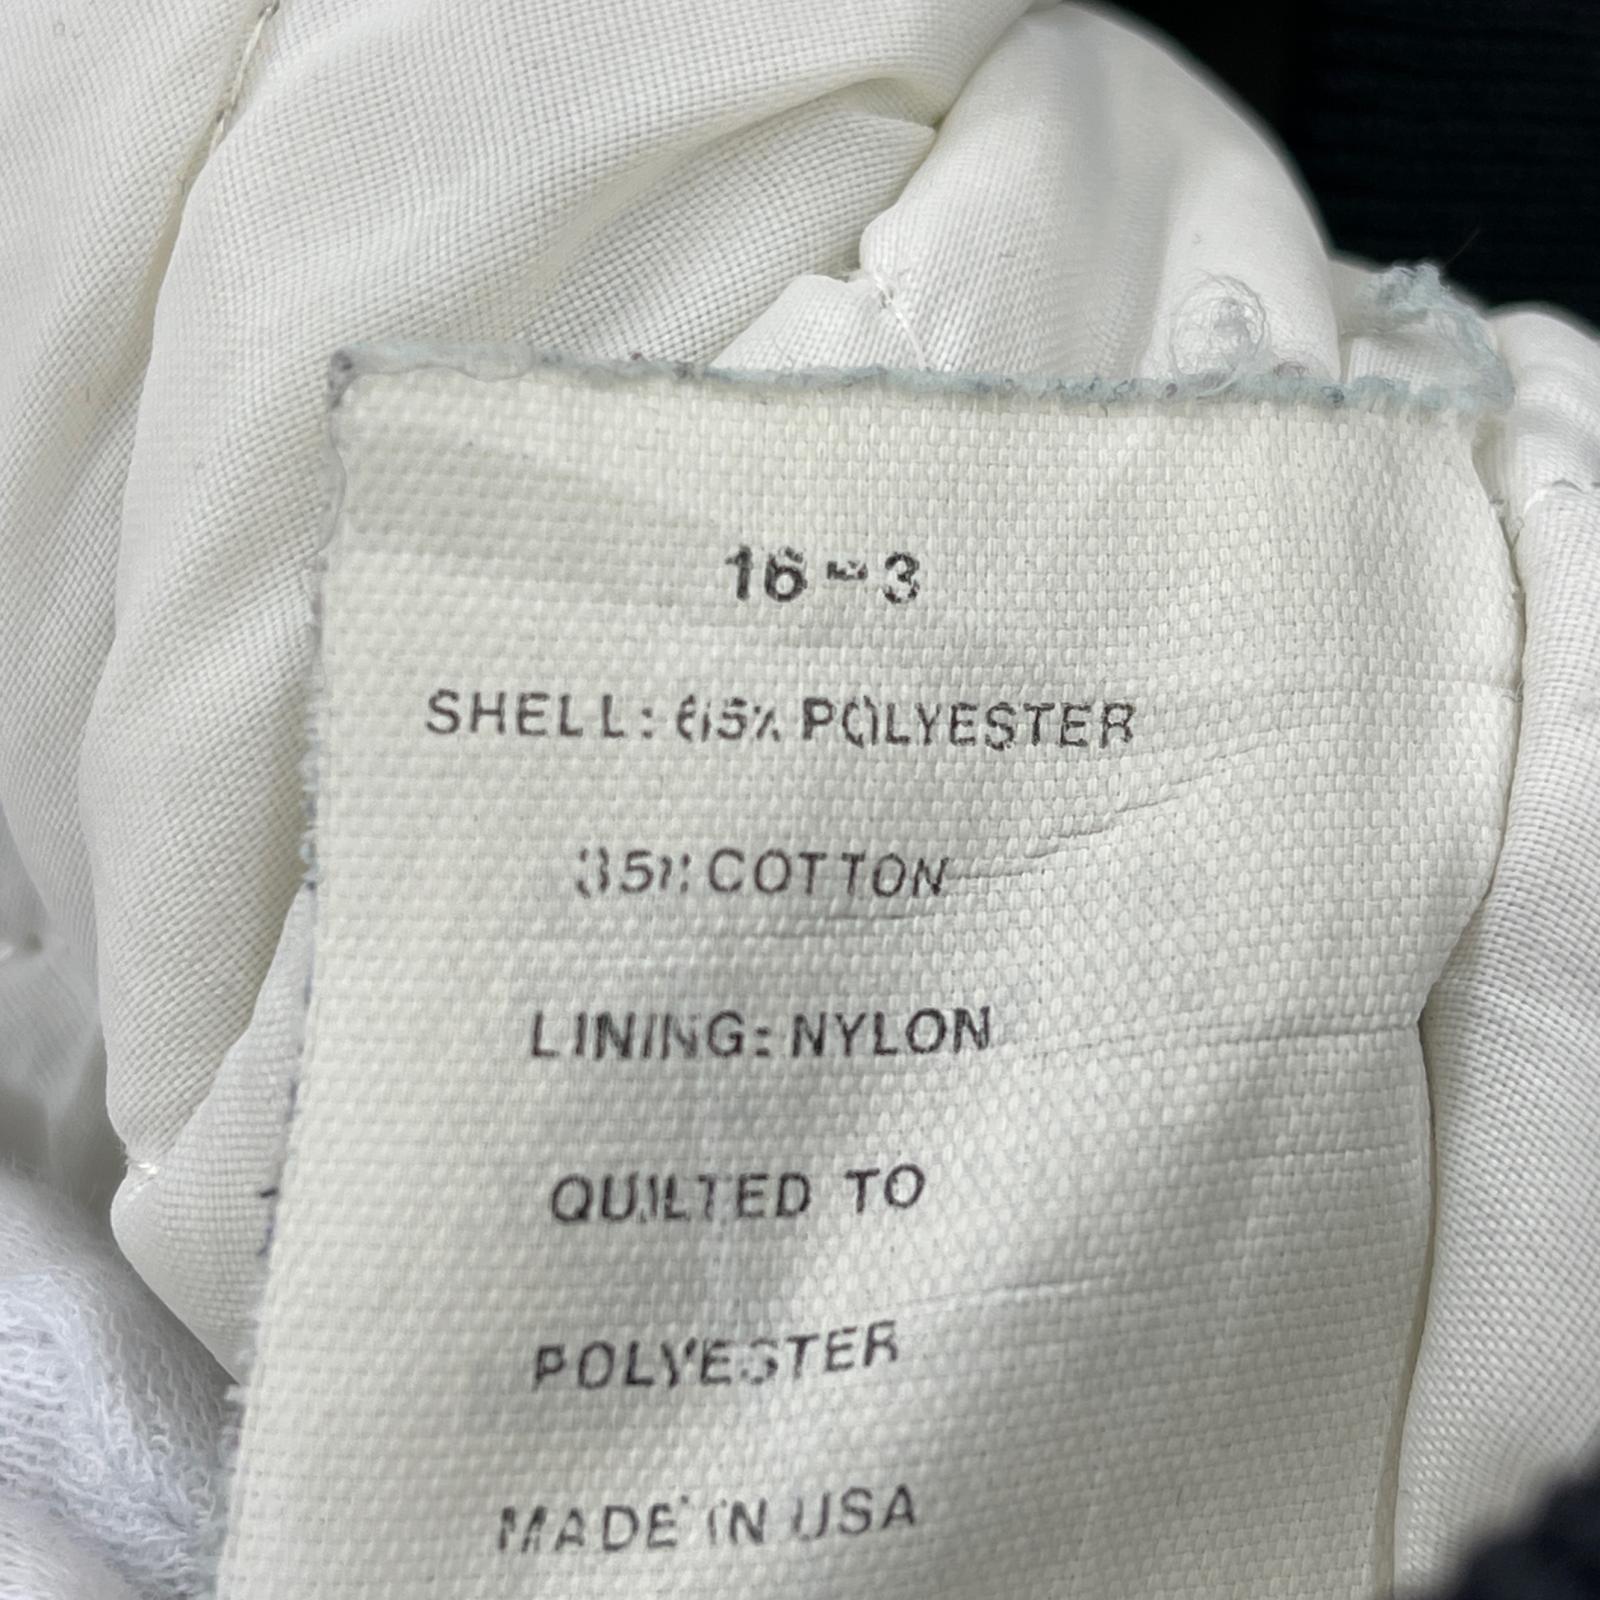 16-3
SHELL: 65% POLYESTER
35% COTTON
LINING: NYLON
QUILTED TO
POLYESTER
MADE IN USA